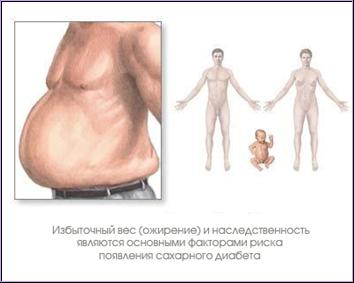 Избыточный вес (ожирение) и наследственность
являются основными факторами риска
появления сахарного диабета